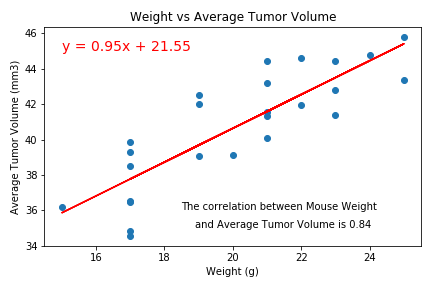 Weight vs Average Tumor Volume
y = 0.95x + 21.55
Average Tumor Volume (mm3)
46
44
42
40
38
36
34
The correlation between Mouse Weight
and Average Tumor Volume is 0.84
16
18
20
22
24
Weight (g)